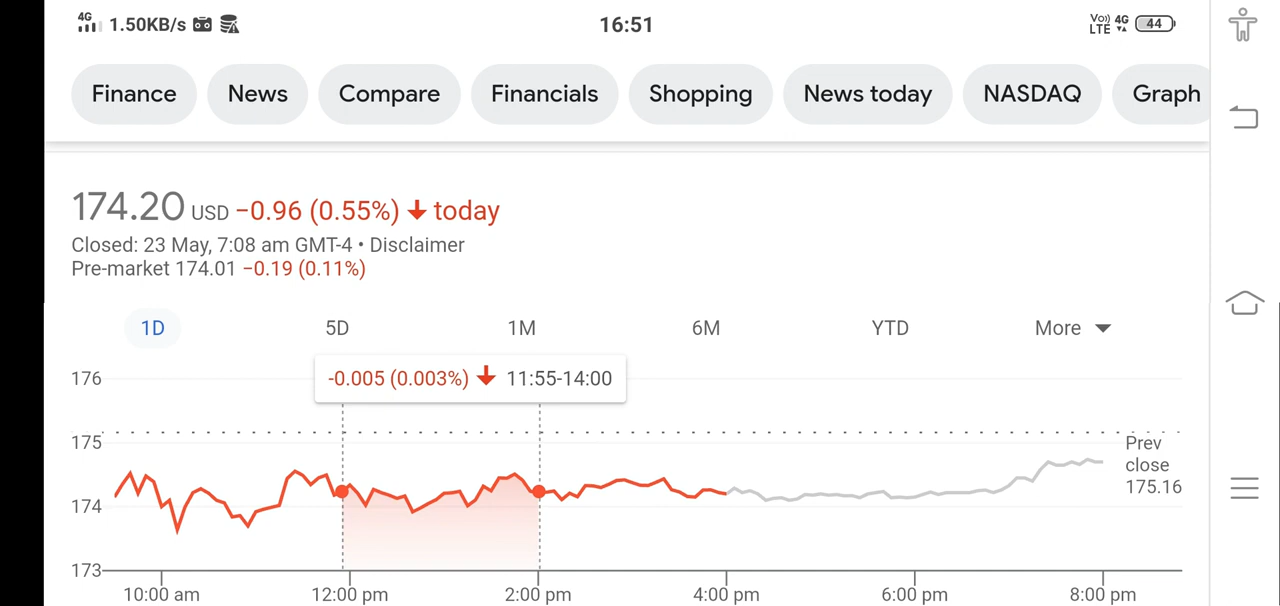 4G 1.50KB/s 16:51 Vo)) LTE 4G 44
Finance News Compare Financials Shopping News today NASDAQ Graph
174.20 USD −0.96 (0.55%) today
Closed: 23 May, 7:08 am GMT-4 • Disclaimer
Pre-market 174.01 −0.19 (0.11%)
1D 5D 1M 6M YTD More
-0.005 (0.003%) 11:55-14:00
176
175
174
173
Prev
close
175.16
10:00 am 12:00 pm 2:00 pm 4:00 pm 6:00 pm 8:00 pm